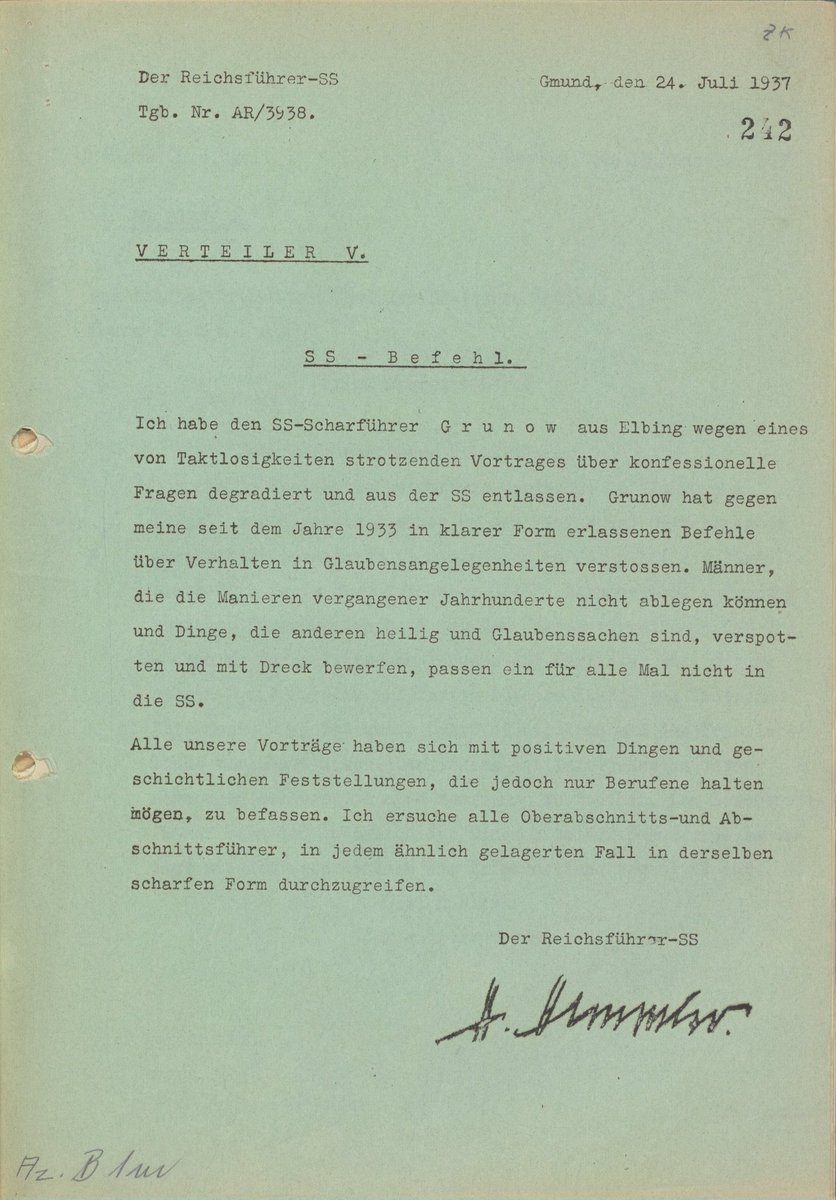 ZK
Der Reichsführer-SS
Gmund, den 24. Juli 1937
Tgb. Nr. AR/3938.
242
VERTEILER V.
SS - Befehl.
Ich habe den SS-Scharführer Grunow aus Elbing wegen eines
von Taktlosigkeiten strotzenden Vortrages über konfessionelle
Fragen degradiert und aus der SS entlassen. Grunow hat gegen
meine seit dem Jahre 1933 in klarer Form erlassenen Befehle
über Verhalten in Glaubensangelegenheiten verstossen. Männer,
die die Manieren vergangener Jahrhunderte nicht ablegen können
und Dinge, die anderen heilig und Glaubenssachen sind, verspot-
ten und mit Dreck bewerfen, passen ein für alle Mal nicht in
die SS.
Alle unsere Vorträge haben sich mit positiven Dingen und ge-
schichtlichen Feststellungen, die jedoch nur Berufene halten
mögen, zu befassen. Ich ersuche alle Oberabschnitts-und Ab-
schnittsführer, in jedem ähnlich gelagerten Fall in derselben
scharfen Form durchzugreifen.
Der Reichsführer-SS
H. Himmler.
Az. B